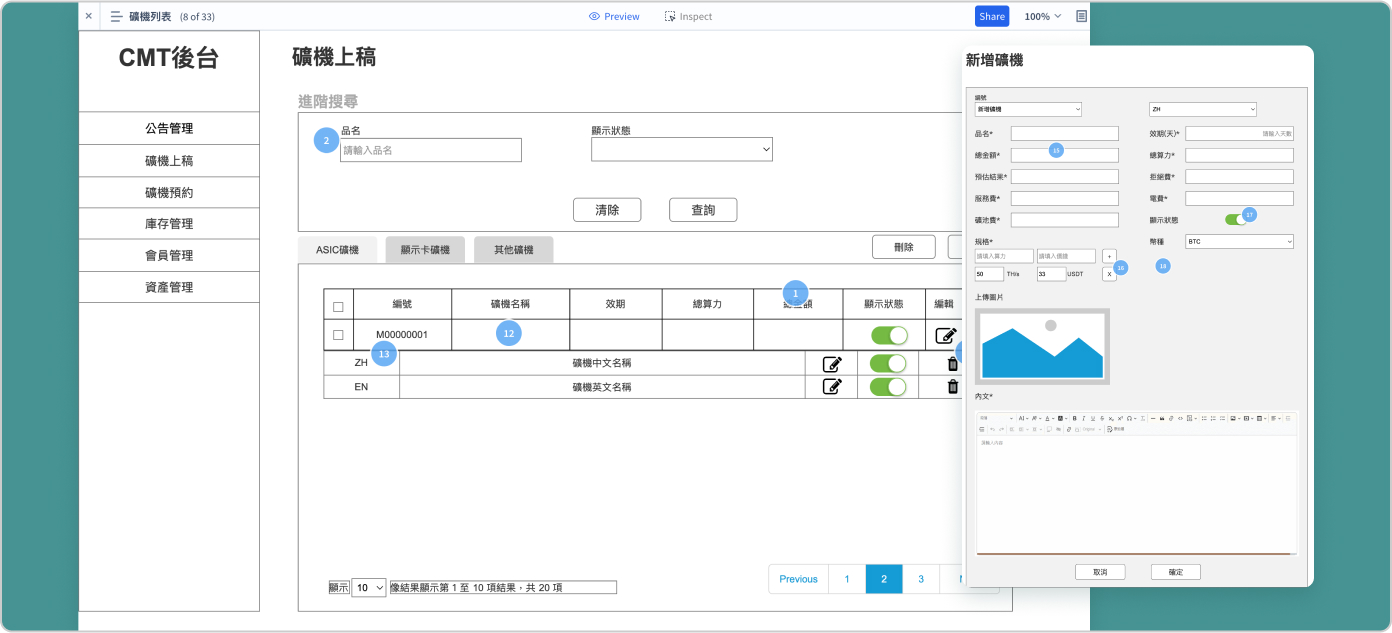 × 礦機列表 (8 of 33) Preview Inspect Share 100%
CMT後台
公告管理
礦機上稿
礦機預約
庫存管理
會員管理
資產管理
礦機上稿
進階搜尋
2
品名
請輸入品名
顯示狀態
清除 查詢
ASIC礦機 顯示卡礦機 其他礦機 刪除
1
編號 礦機名稱 效期 總算力 顯示狀態 編輯
M00000001 12
13
ZH 礦機中文名稱
EN 礦機英文名稱
顯示 10 像結果顯示第 1 至 10 項結果，共 20 項
Previous 1 2 3
新增礦機
編號
新增礦機 ZH
品名* 效期(天)* 請輸入天數
總金額* 15 總算力*
預估結果* 拒絕費*
服務費* 電費*
礦池費* 顯示狀態 17
規格* 幣種 BTC
請填入算力 請填入價錢 +
50 TH/s 33 USDT X 16
上傳圖片
內文*
請輸入內容
取消 確定